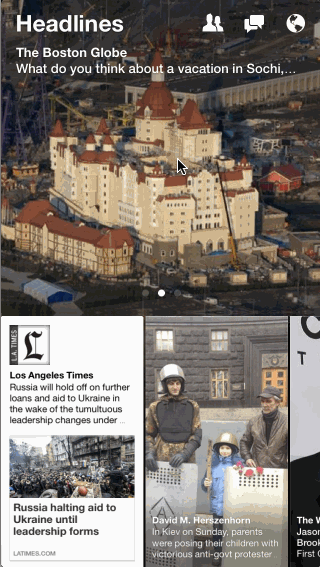 Headlines
The Boston Globe
What do you think about a vacation in Sochi,...
L.A. TIMES
L
Los Angeles Times
Russia will hold off on further
loans and aid to Ukraine in
the wake of the tumultuous
leadership changes under ...
Russia halting aid to
Ukraine until
leadership forms
LATIMES.COM
David M. Herszenhorn
In Kiev on Sunday, parents
were posing their children with
victorious anti-govt protester...
C
T
The W
Jason
Brook
First C